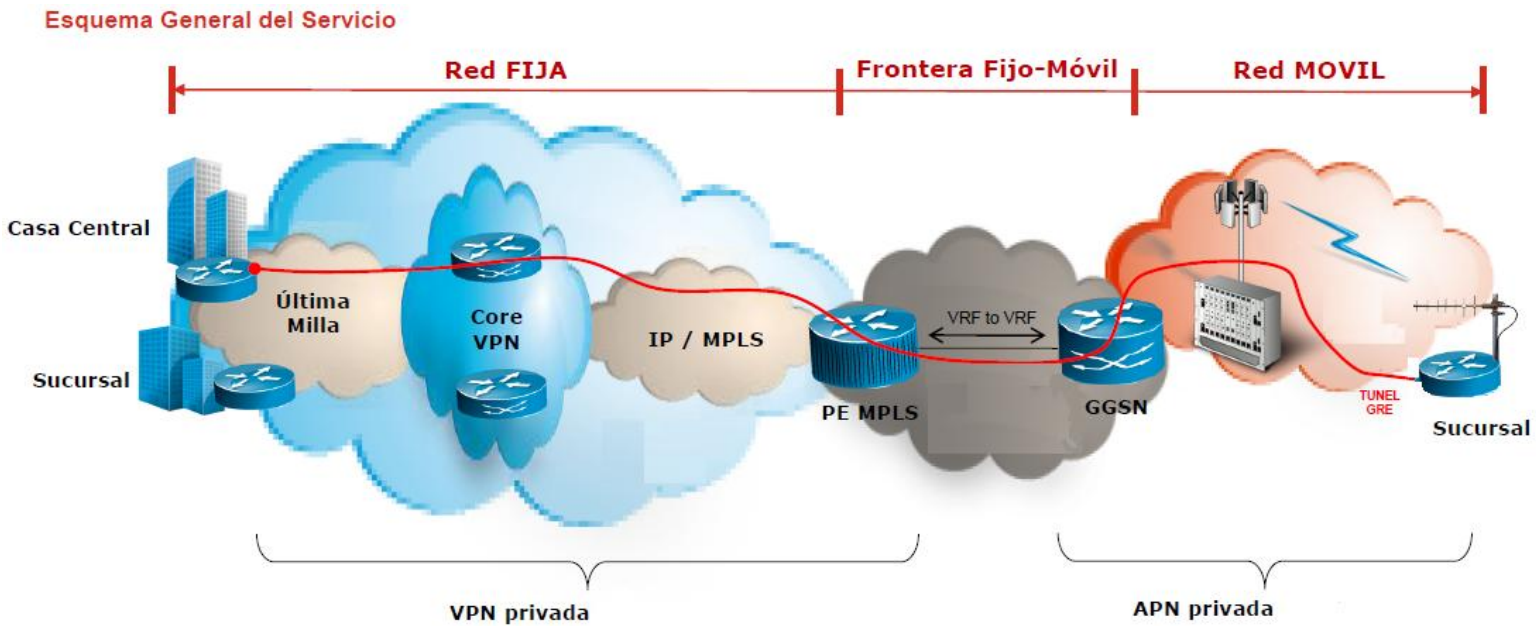 Esquema General del Servicio
Red FIJA
Frontera Fijo-Móvil
Red MOVIL
Casa Central
Última
Milla
Core
VPN
IP / MPLS
VRF to VRF
Sucursal
PE MPLS
GGSN
TUNEL
GRE
Sucursal
VPN privada
APN privada